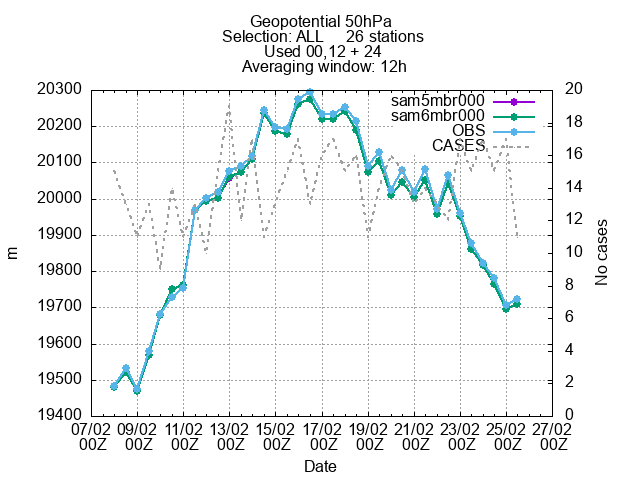 Geopotential 50hPa
Selection: ALL 26 stations
Used 00,12 + 24
Averaging window: 12h
sam5mbr000
sam6mbr000
OBS
CASES
20300
20200
20100
20000
19900
19800
19700
19600
19500
19400
m
20
18
16
14
12
10
8
6
4
2
0
No cases
07/02 09/02 11/02 13/02 15/02 17/02 19/02 21/02 23/02 25/02 27/02
00Z 00Z 00Z 00Z 00Z 00Z 00Z 00Z 00Z 00Z 00Z
Date